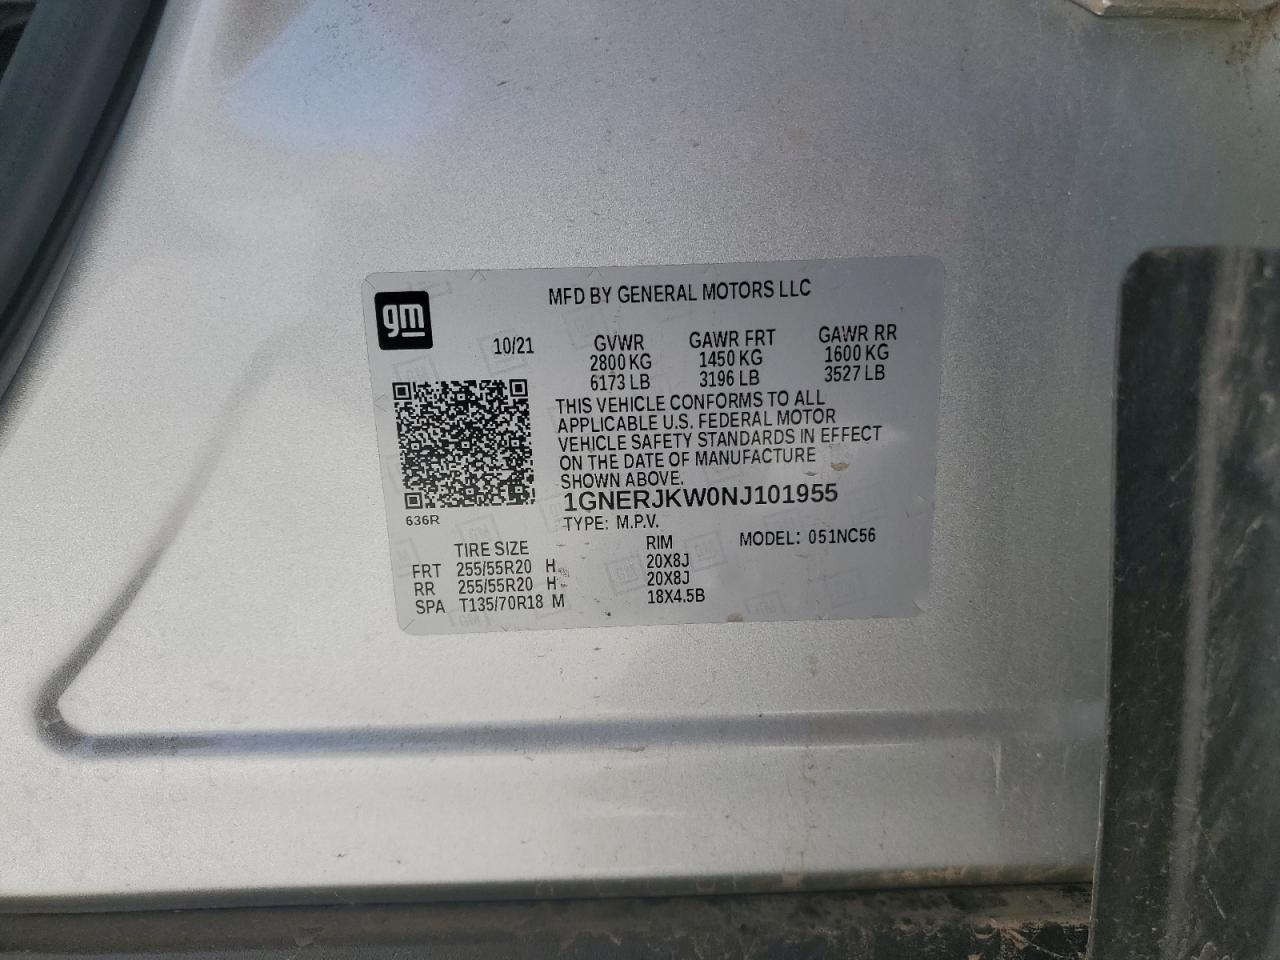 MFD BY GENERAL MOTORS LLC
gm
10/21
GVWR GAWR FRT GAWR RR
2800 KG 1450 KG 1600 KG
6173 LB 3196 LB 3527 LB
THIS VEHICLE CONFORMS TO ALL
APPLICABLE U.S. FEDERAL MOTOR
VEHICLE SAFETY STANDARDS IN EFFECT
ON THE DATE OF MANUFACTURE
SHOWN ABOVE.
636R
1GNERJKW0NJ101955
TYPE: M.P.V. MODEL: 051NC56
TIRE SIZE RIM
FRT 255/55R20 H 20X8J
RR 255/55R20 H 20X8J
SPA T135/70R18 M 18X4.5B